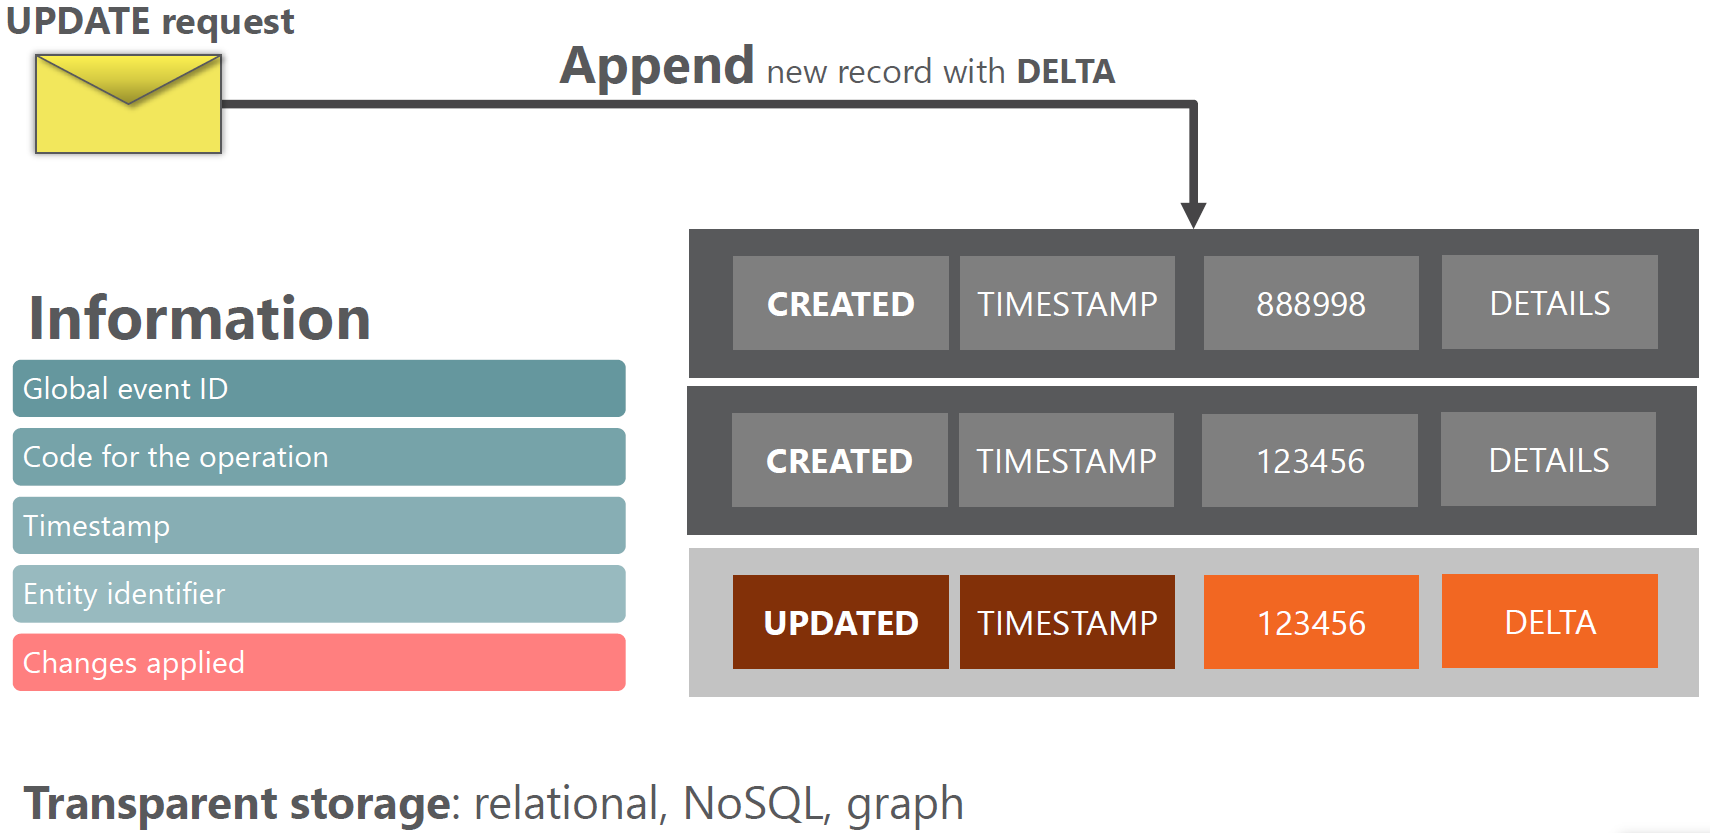 UPDATE request
Append new record with DELTA
CREATED TIMESTAMP 888998 DETAILS
Information
Global event ID
Code for the operation
Timestamp
Entity identifier
Changes applied
CREATED TIMESTAMP 123456 DETAILS
UPDATED TIMESTAMP 123456 DELTA
Transparent storage: relational, NoSQL, graph